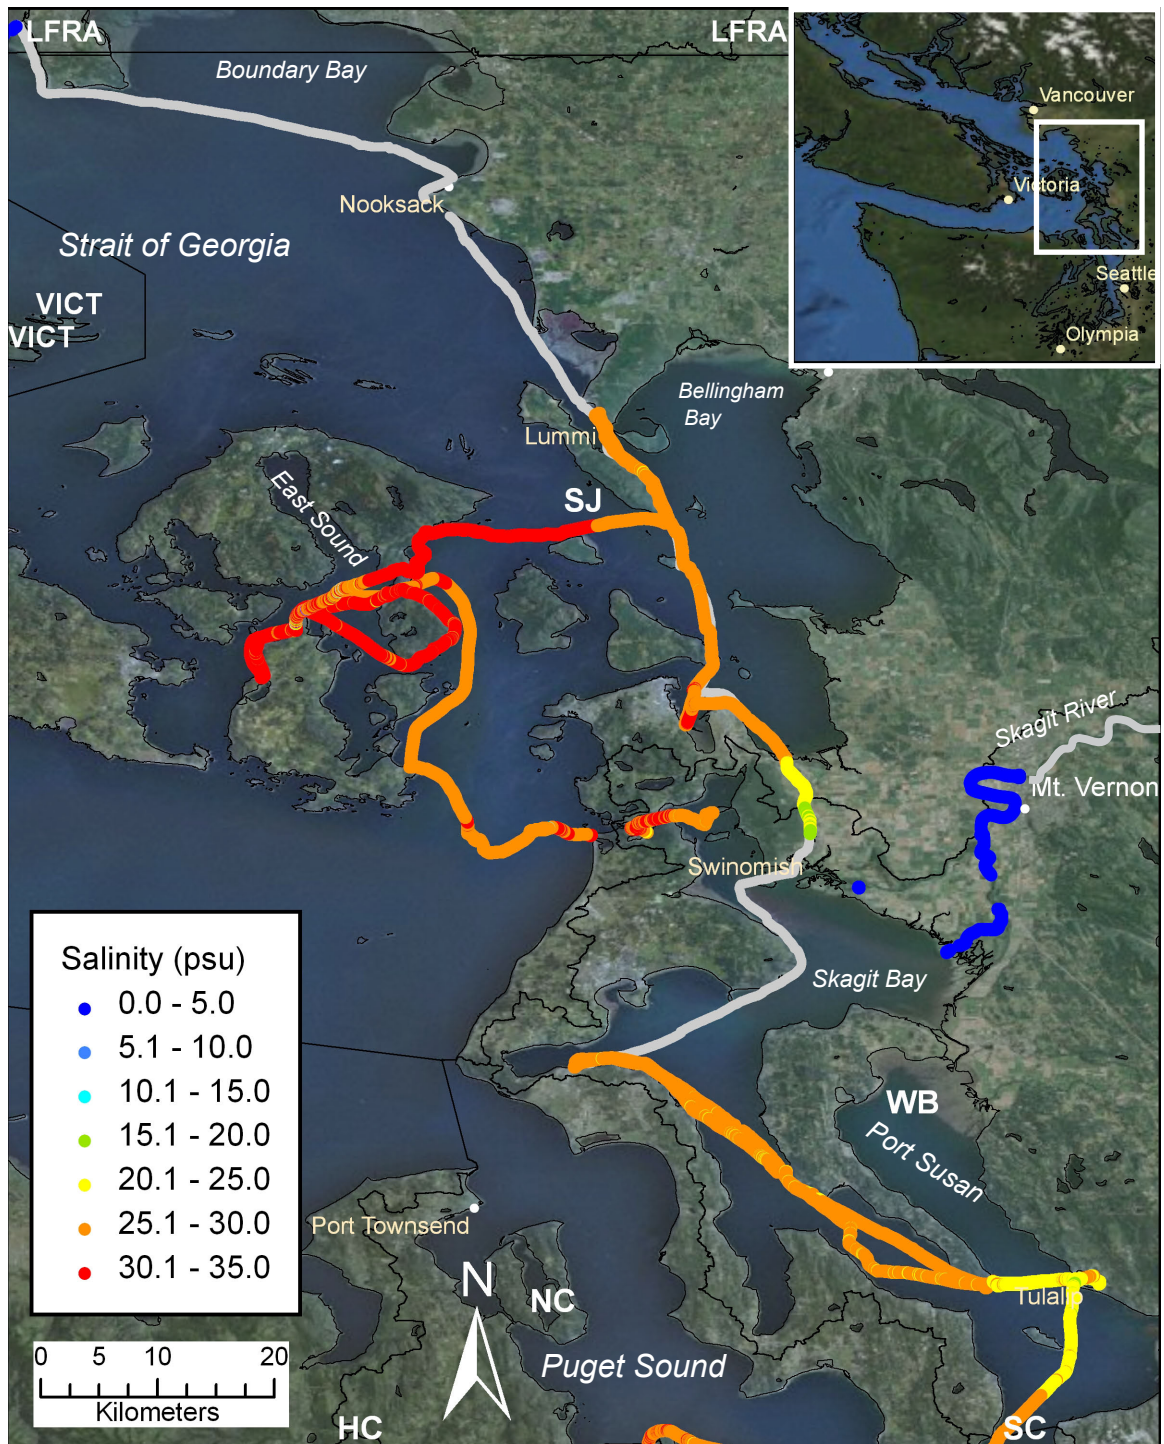 LFRA
LFRA
Boundary Bay
Vancouver
Victoria
Seattle
Olympia
Nooksack
Strait of Georgia
VICT
VICT
Bellingham
Bay
Lummi
SJ
East Sound
Skagit River
Mt. Vernon
Swinomish
Skagit Bay
Salinity (psu)
0.0 - 5.0
5.1 - 10.0
10.1 - 15.0
15.1 - 20.0
20.1 - 25.0
25.1 - 30.0
30.1 - 35.0
WB
Port Susan
Port Townsend
N
NC
Tulalip
Puget Sound
0 5 10 20
Kilometers
HC
SC